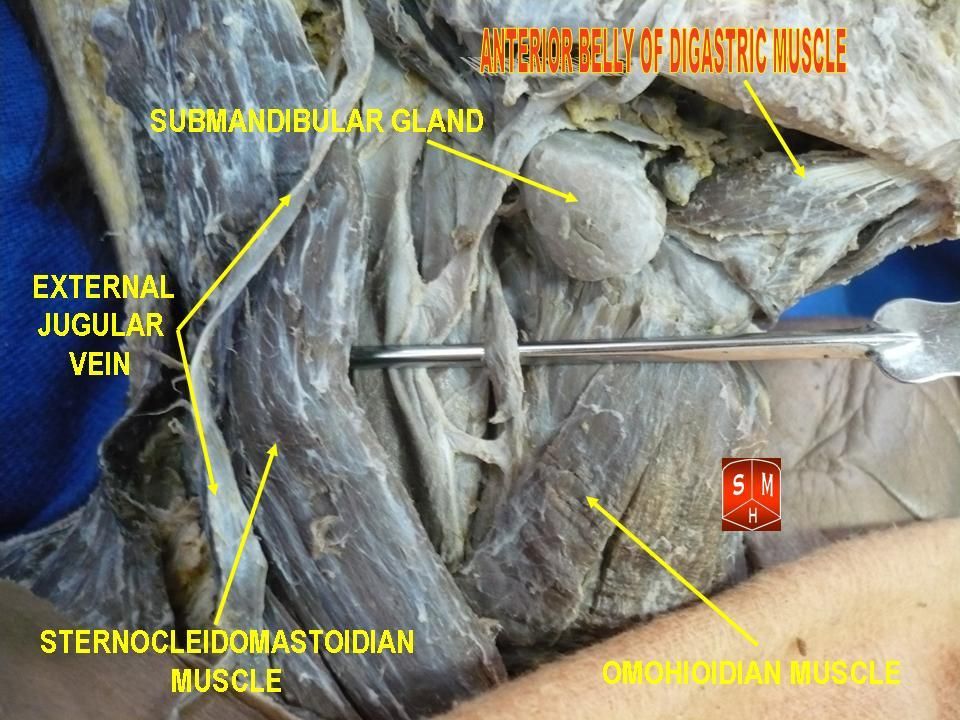 ANTERIOR BELLY OF DIGASTRIC MUSCLE
SUBMANDIBULAR GLAND
EXTERNAL
JUGULAR
VEIN
S M
H
STERNOCLEIDOMASTOIDIAN
MUSCLE
OMOHIOIDIAN MUSCLE